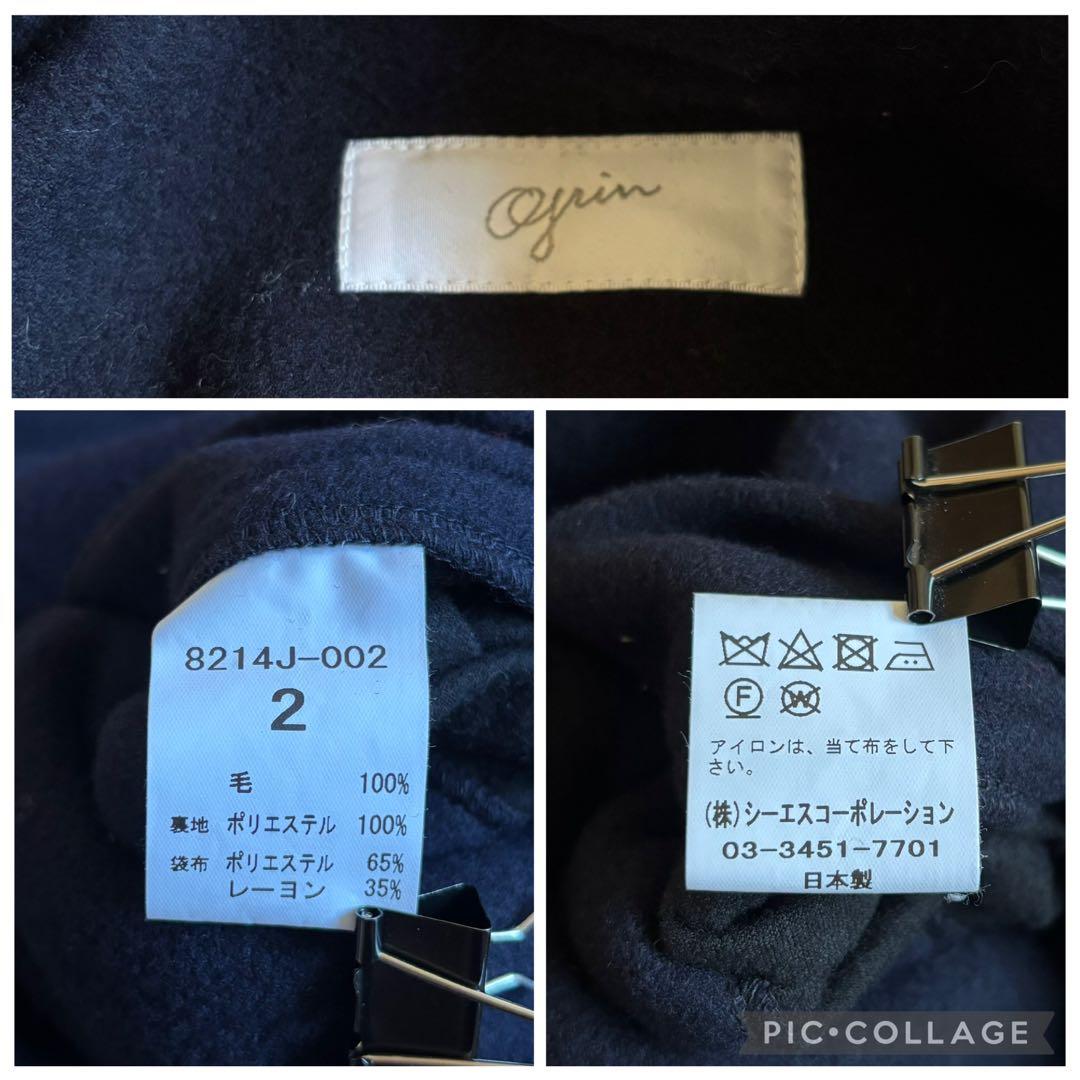 Ogrin
8214J-002
2
毛 100%
裏地 ポリエステル 100%
袋布 ポリエステル 65%
レーヨン 35%
F W
アイロンは、当て布をして下
さい。
(株)シーエスコーポレーション
03-3451-7701
日本製
PIC•COLLAGE